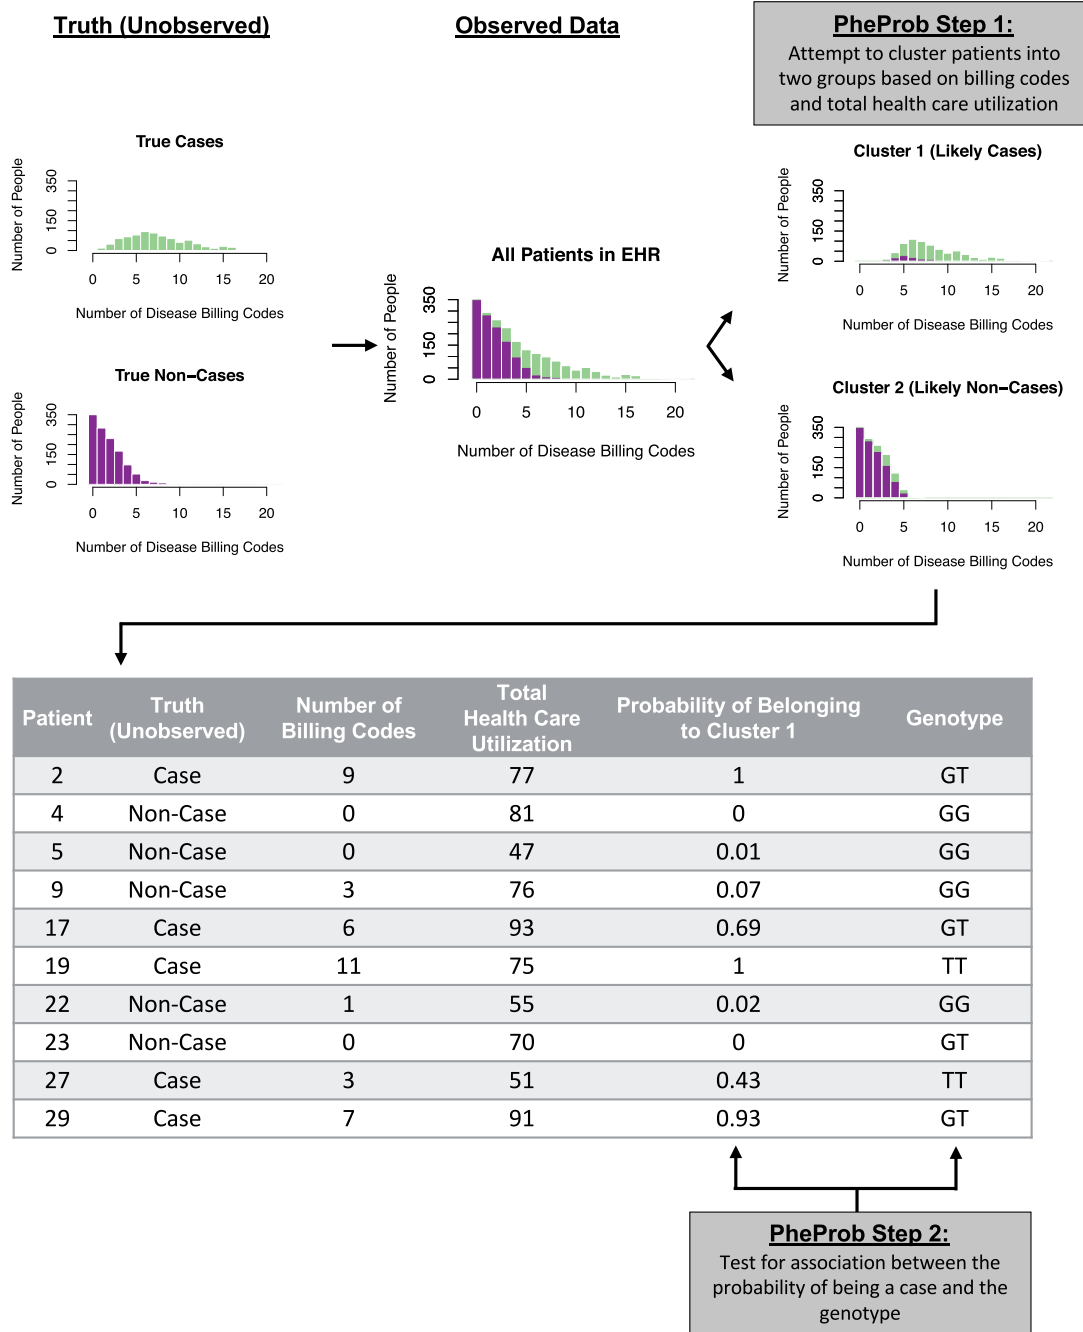 Truth (Unobserved)
Observed Data
PheProb Step 1:
Attempt to cluster patients into
two groups based on billing codes
and total health care utilization
True Cases
Number of People
0
150
350
0 5 10 15 20
Number of Disease Billing Codes
True Non−Cases
Number of People
0
150
350
0 5 10 15 20
Number of Disease Billing Codes
All Patients in EHR
Number of People
0
150
350
0 5 10 15 20
Number of Disease Billing Codes
Cluster 1 (Likely Cases)
Number of People
0
150
350
0 5 10 15 20
Number of Disease Billing Codes
Cluster 2 (Likely Non−Cases)
Number of People
0
150
350
0 5 10 15 20
Number of Disease Billing Codes
Patient
Truth
(Unobserved)
Number of
Billing Codes
Total
Health Care
Utilization
Probability of Belonging
to Cluster 1
Genotype
2 Case 9 77 1 GT
4 Non-Case 0 81 0 GG
5 Non-Case 0 47 0.01 GG
9 Non-Case 3 76 0.07 GG
17 Case 6 93 0.69 GT
19 Case 11 75 1 TT
22 Non-Case 1 55 0.02 GG
23 Non-Case 0 70 0 GT
27 Case 3 51 0.43 TT
29 Case 7 91 0.93 GT
PheProb Step 2:
Test for association between the
probability of being a case and the
genotype